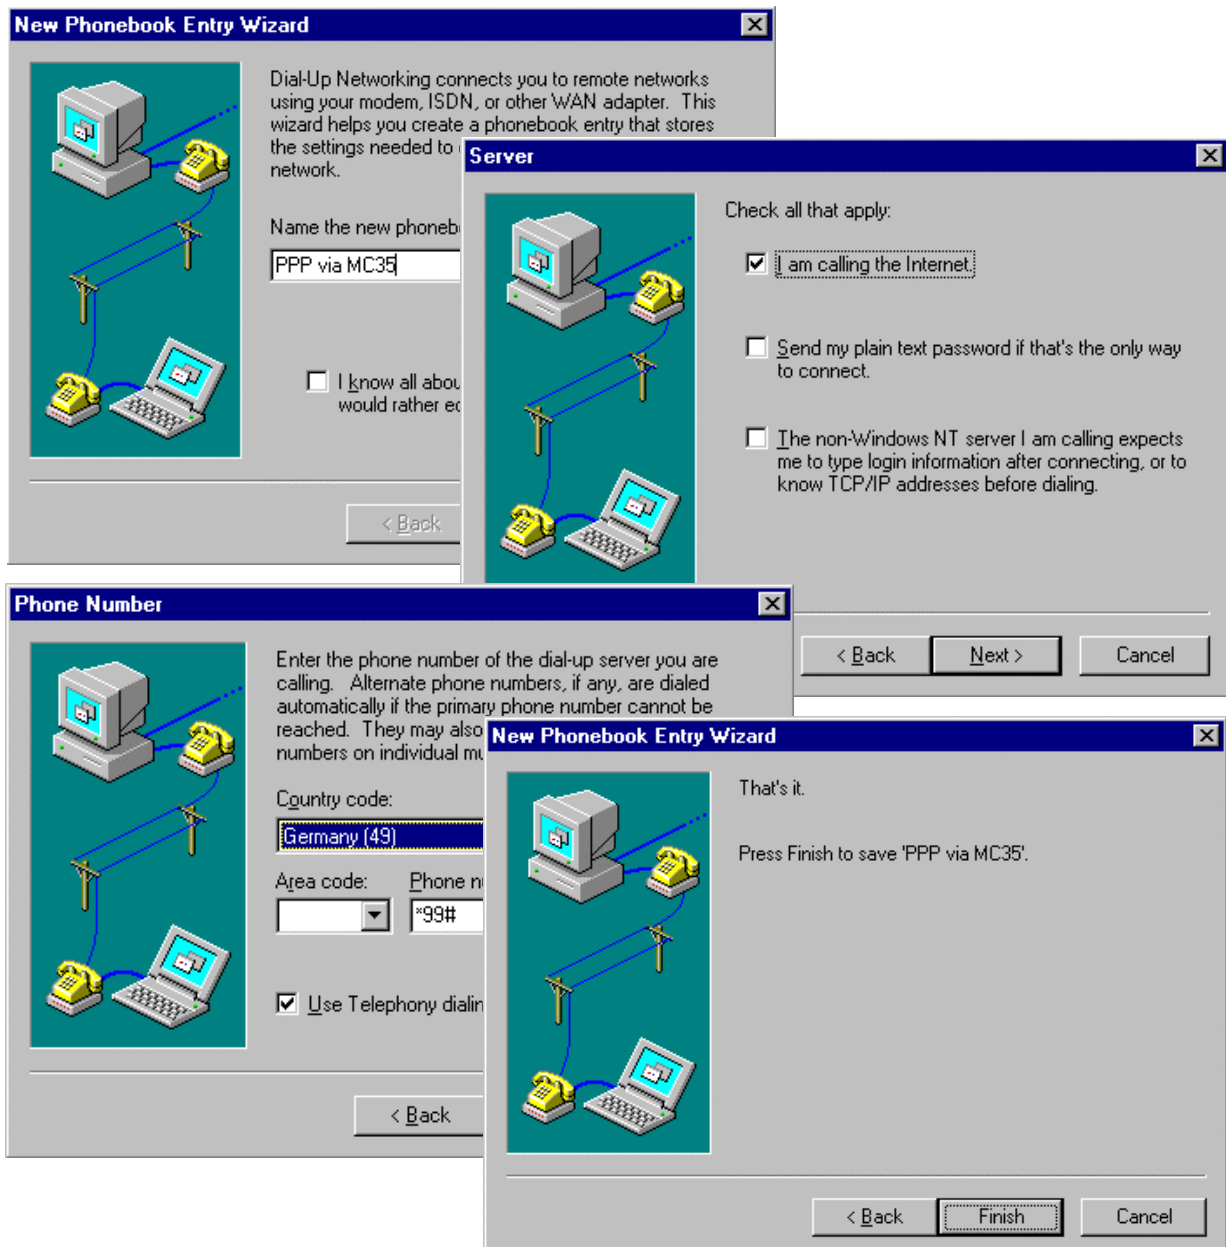 New Phonebook Entry Wizard
Dial-Up Networking connects you to remote networks
using your modem, ISDN, or other WAN adapter. This
wizard helps you create a phonebook entry that stores
the settings needed to
network.
Name the new phoneb
PPP via MC35
I know all abou
would rather
< Back
Server
Check all that apply:
I am calling the Internet.
Send my plain text password if that's the only way
to connect.
The non-Windows NT server I am calling expects
me to type login information after connecting, or to
know TCP/IP addresses before dialing.
< Back
Next >
Cancel
Phone Number
Enter the phone number of the dial-up server you are
calling. Alternate phone numbers, if any, are dialed
automatically if the primary phone number cannot be
reached. They may also
numbers on individual
Country code:
Germany (49)
Area code:
Phone
*99#
Use Telephony dialin
< Back
New Phonebook Entry Wizard
That's it.
Press Finish to save 'PPP via MC35'.
< Back
Finish
Cancel